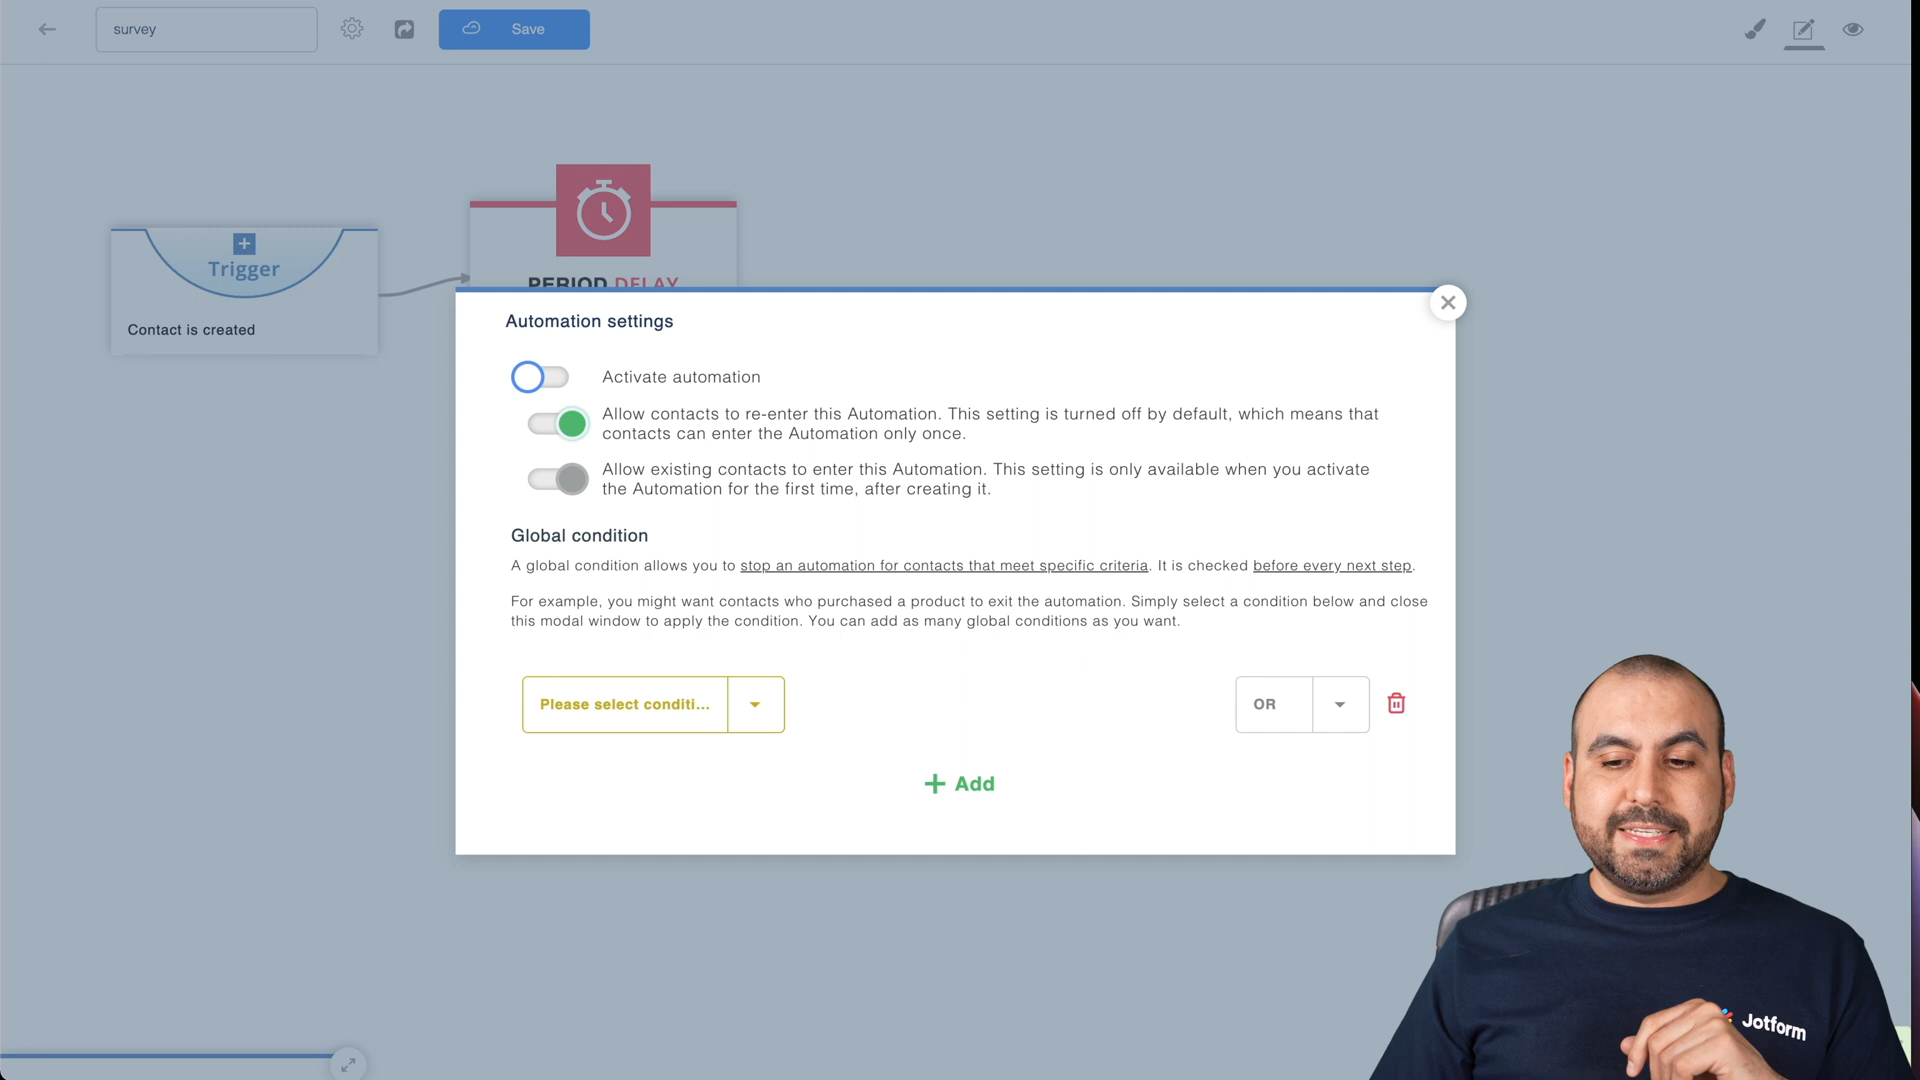 survey
Save
Trigger
Contact is created
PERIOD DELAY
Automation settings
Activate automation
Allow contacts to re-enter this Automation. This setting is turned off by default, which means that
contacts can enter the Automation only once.
Allow existing contacts to enter this Automation. This setting is only available when you activate
the Automation for the first time, after creating it.
Global condition
A global condition allows you to stop an automation for contacts that meet specific criteria. It is checked before every next step.
For example, you might want contacts who purchased a product to exit the automation. Simply select a condition below and close
this modal window to apply the condition. You can add as many global conditions as you want.
Please select conditi...
OR
+ Add
Jotform